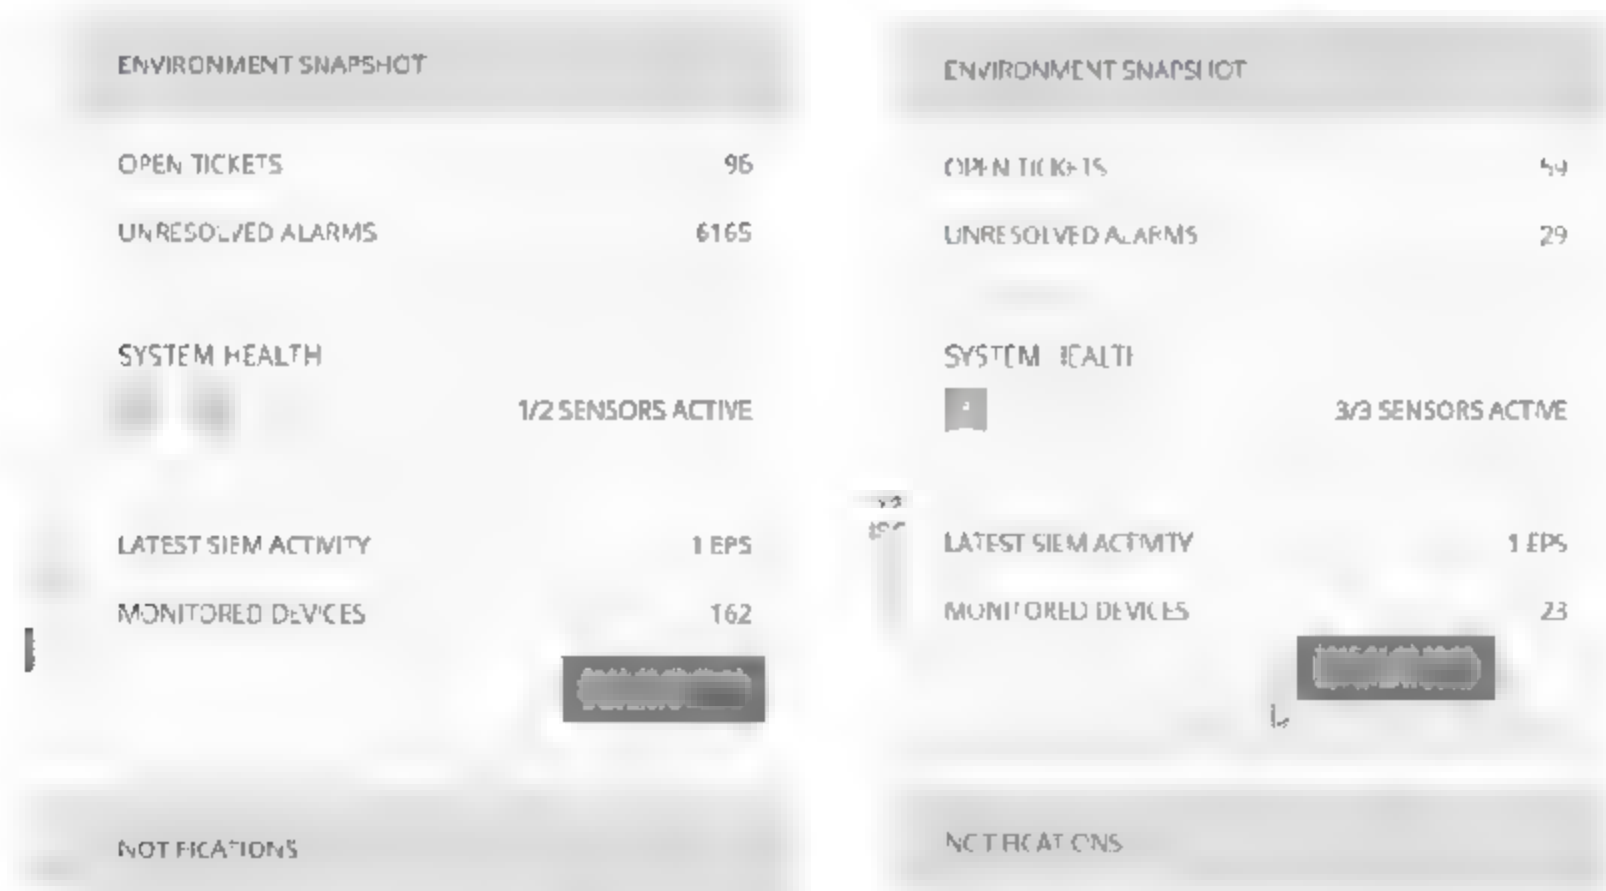 ENVIRONMENT SNAPSHOT
OPEN TICKETS 96
UNRESOLVED ALARMS 6165
SYSTEM HEALTH
1/2 SENSORS ACTIVE
LATEST SIEM ACTIVITY 1 EPS
MONITORED DEVICES 162
NOTIFICATIONS
ENVIRONMENT SNAPSHOT
OPEN TICKETS 59
UNRESOLVED ALARMS 29
SYSTEM HEALTH
3/3 SENSORS ACTIVE
LATEST SIEM ACTIVITY 1 EPS
MONITORED DEVICES 23
NOTIFICATIONS